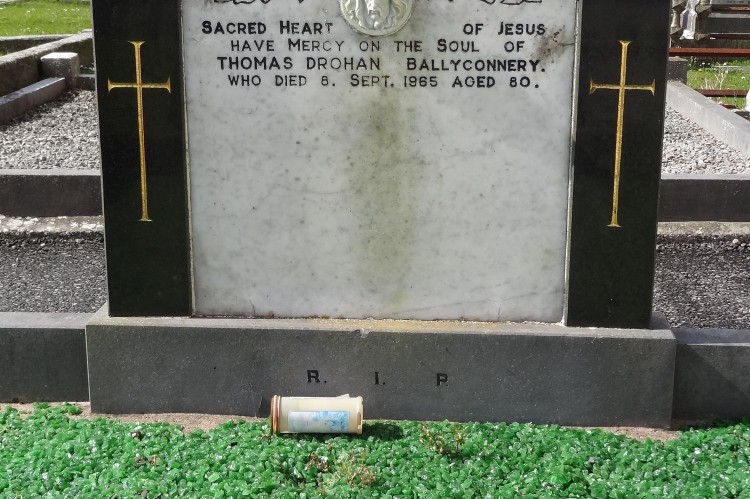 Sacred Heart of Jesus
have Mercy on the Soul of
THOMAS DROHAN BALLYCONNERY.
who died 8. Sept. 1965 aged 80.
R. I. P